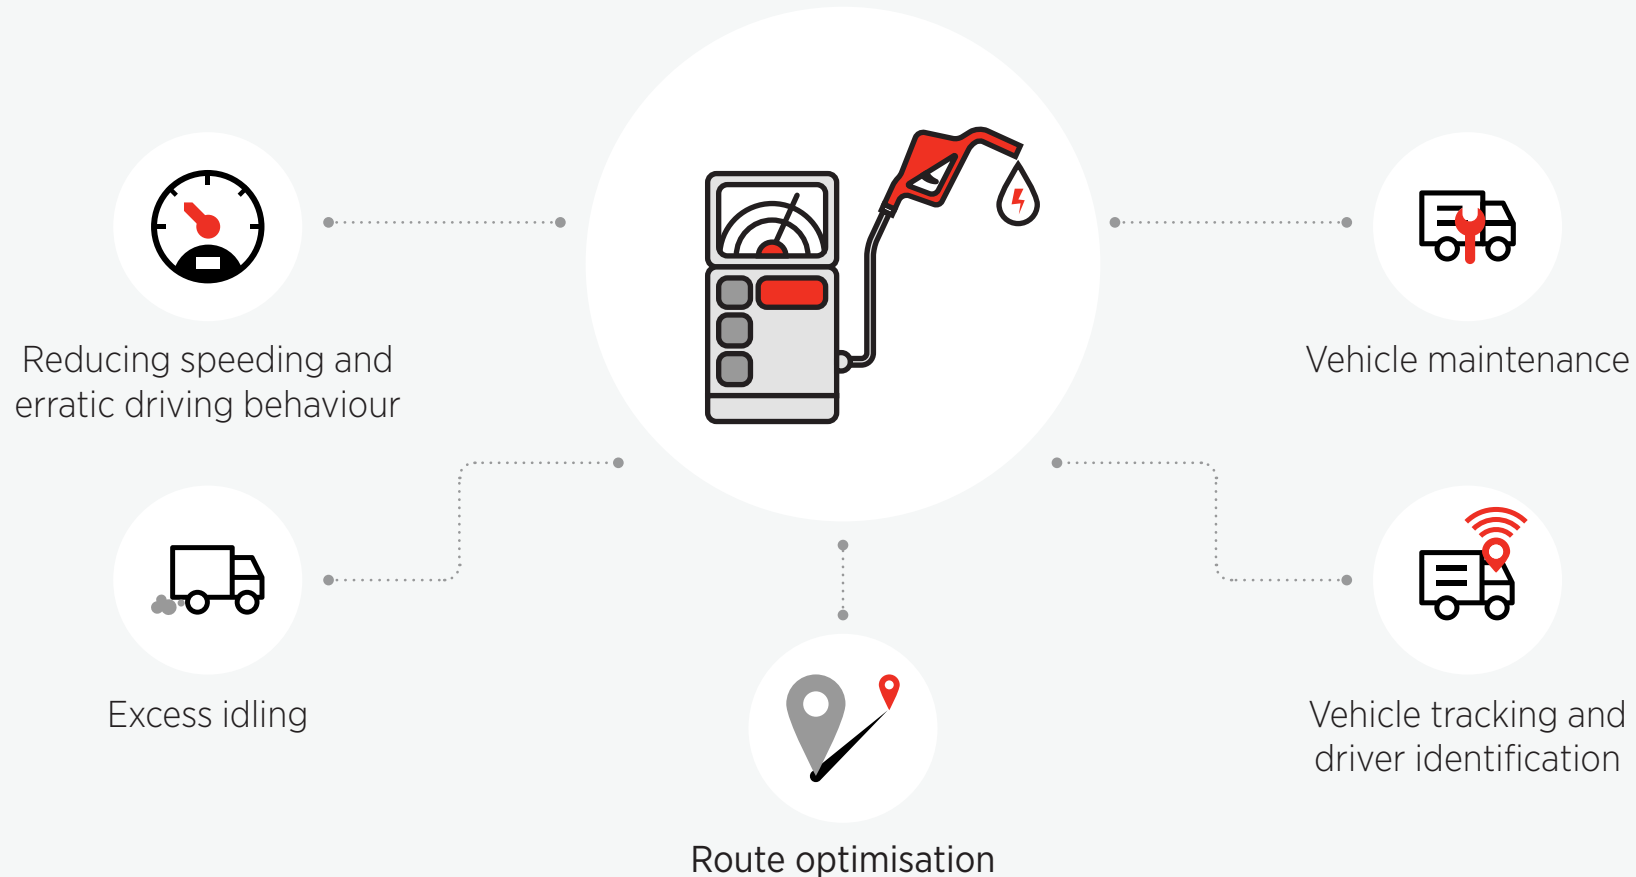 Reducing speeding and
erratic driving behaviour
Vehicle maintenance
Excess idling
Vehicle tracking and
driver identification
Route optimisation